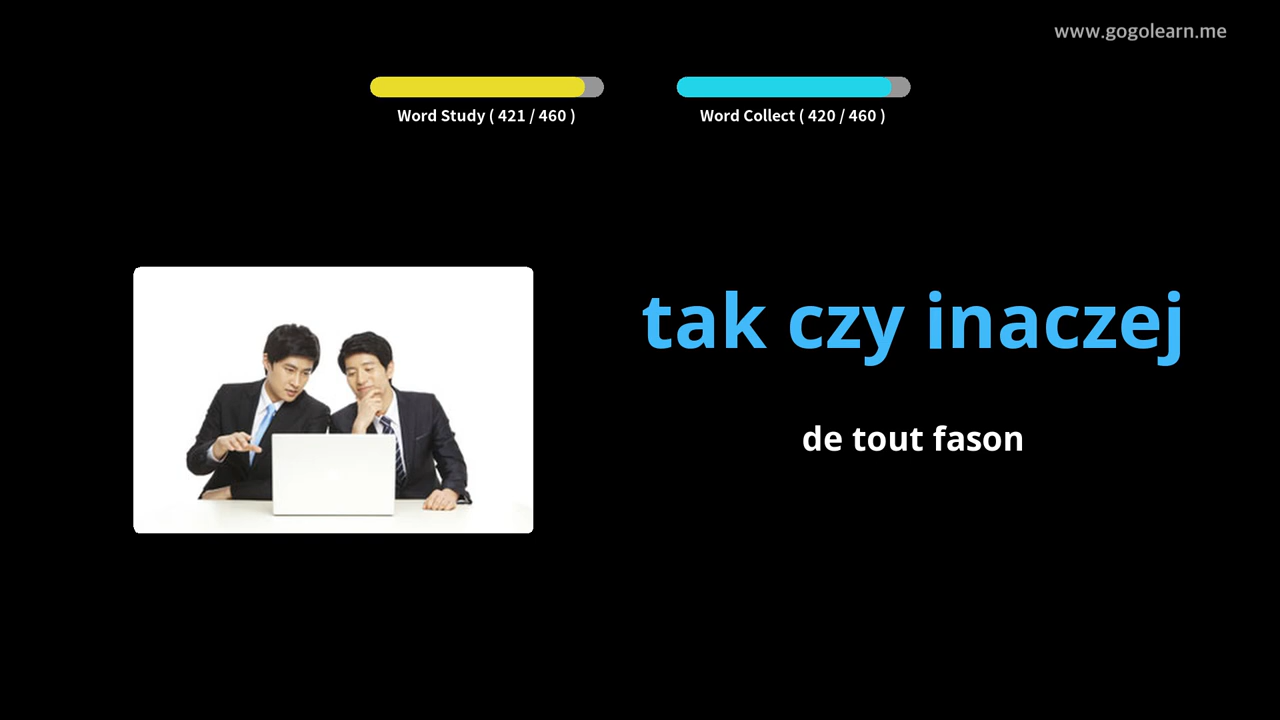 www.gogolearn.me
Word Study ( 421 / 460 )
Word Collect ( 420 / 460 )
tak czy inaczej
de tout fason